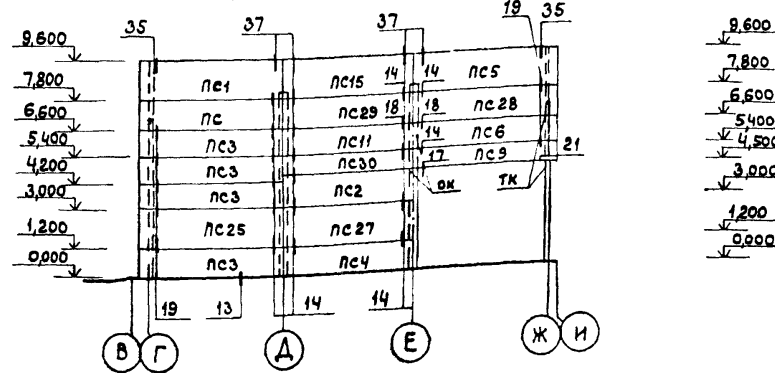 19 35
37 37
35
9,600
7,800
6,600
5,400
4,200
3,000
1,200
0,000
ПС1 ПС15 14 14 ПС5
ПС ПС29 18 18 ПС28
ПС3 ПС11 14 ПС6
ПС3 ПС30 17 ПС9 21
ПС3 ПС2 ОК ТК
ПС25 ПС27
ПС3 ПС4
19 13 14 14
В Г Д Е Ж И
9,600
7,800
6,600
5,400
4,500
3,000
1,200
0,000